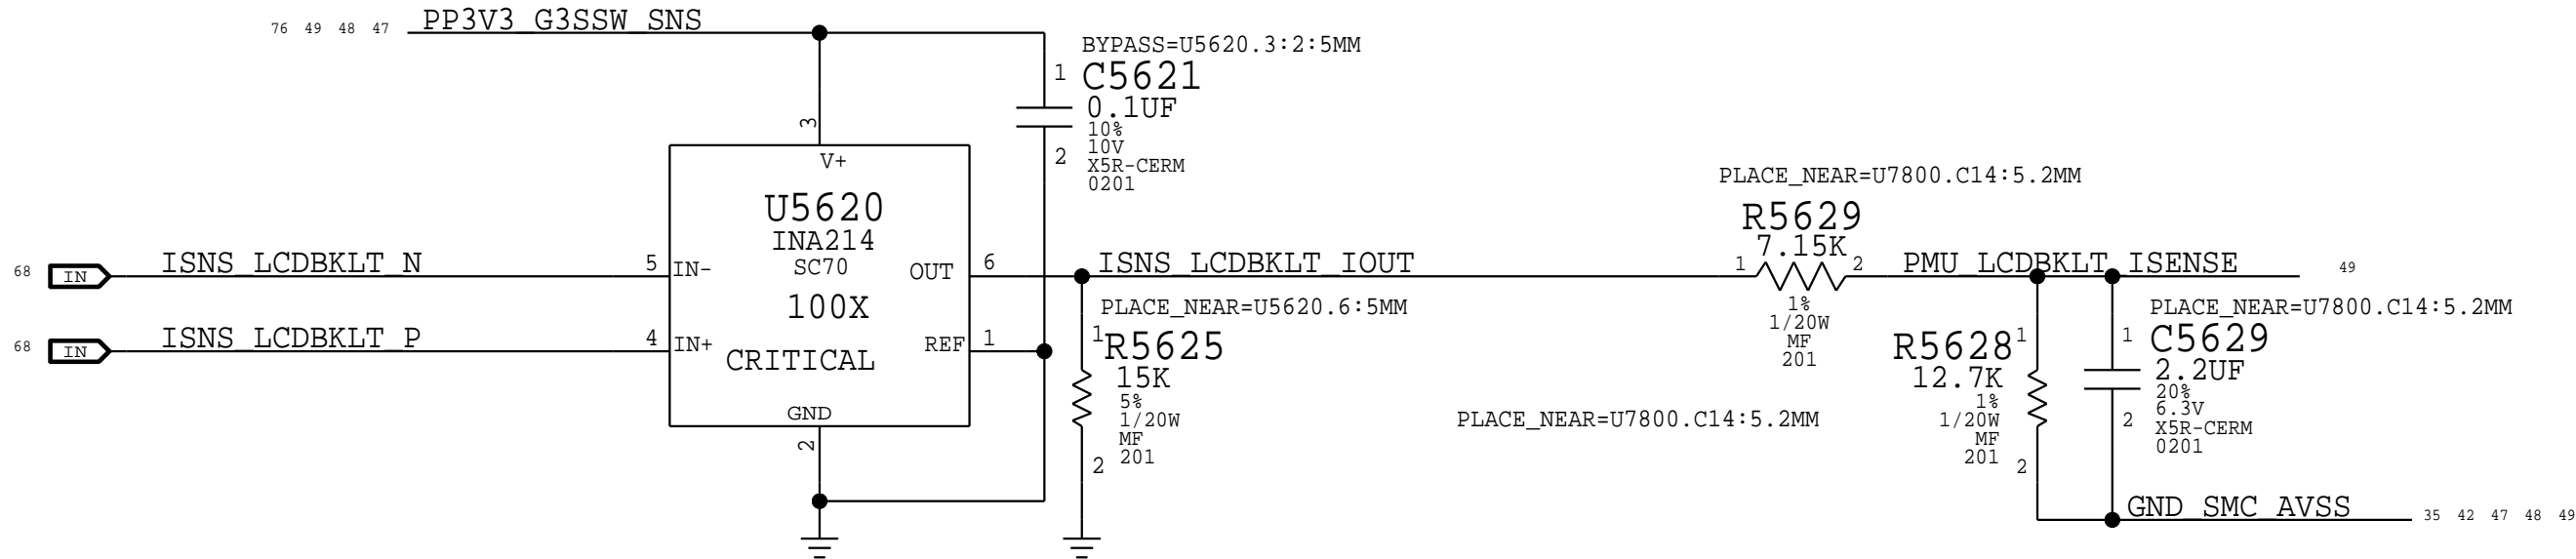 76 49 48 47 PP3V3_G3SSW_SNS
BYPASS=U5620.3:2:5MM
1
C5621
0.1UF
10%
10V
2
X5R-CERM
0201
3
V+
U5620
INA214
SC70
100X
CRITICAL
68 IN ISNS_LCDBKLT_N 5 IN-
OUT 6 ISNS_LCDBKLT_IOUT
68 IN ISNS_LCDBKLT_P 4 IN+
REF 1
GND
2
PLACE_NEAR=U5620.6:5MM
1
R5625
15K
5%
1/20W
MF
201
2
PLACE_NEAR=U7800.C14:5.2MM
R5629
7.15K
1 2
1%
1/20W
MF
201
PMU_LCDBKLT_ISENSE 49
PLACE_NEAR=U7800.C14:5.2MM
R5628
1
12.7K
1%
1/20W
MF
201
2
PLACE_NEAR=U7800.C14:5.2MM
1
C5629
2.2UF
20%
6.3V
2
X5R-CERM
0201
GND_SMC_AVSS 35 42 47 48 49